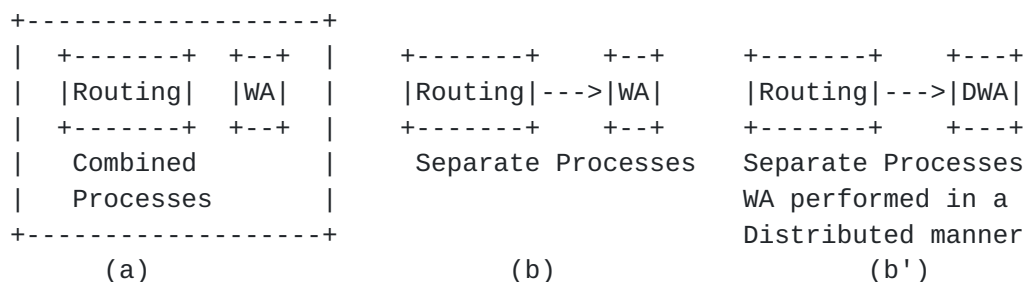 +-------------------+
|  +-------+  +--+  |    +-------+    +--+     +-------+    +---+
|  |Routing|  |WA|  |    |Routing|--->|WA|     |Routing|--->|DWA|
|  +-------+  +--+  |    +-------+    +--+     +-------+    +---+
|   Combined        |     Separate Processes   Separate Processes
|   Processes       |                          WA performed in a
+-------------------+                          Distributed manner
      (a)                       (b)                    (b')